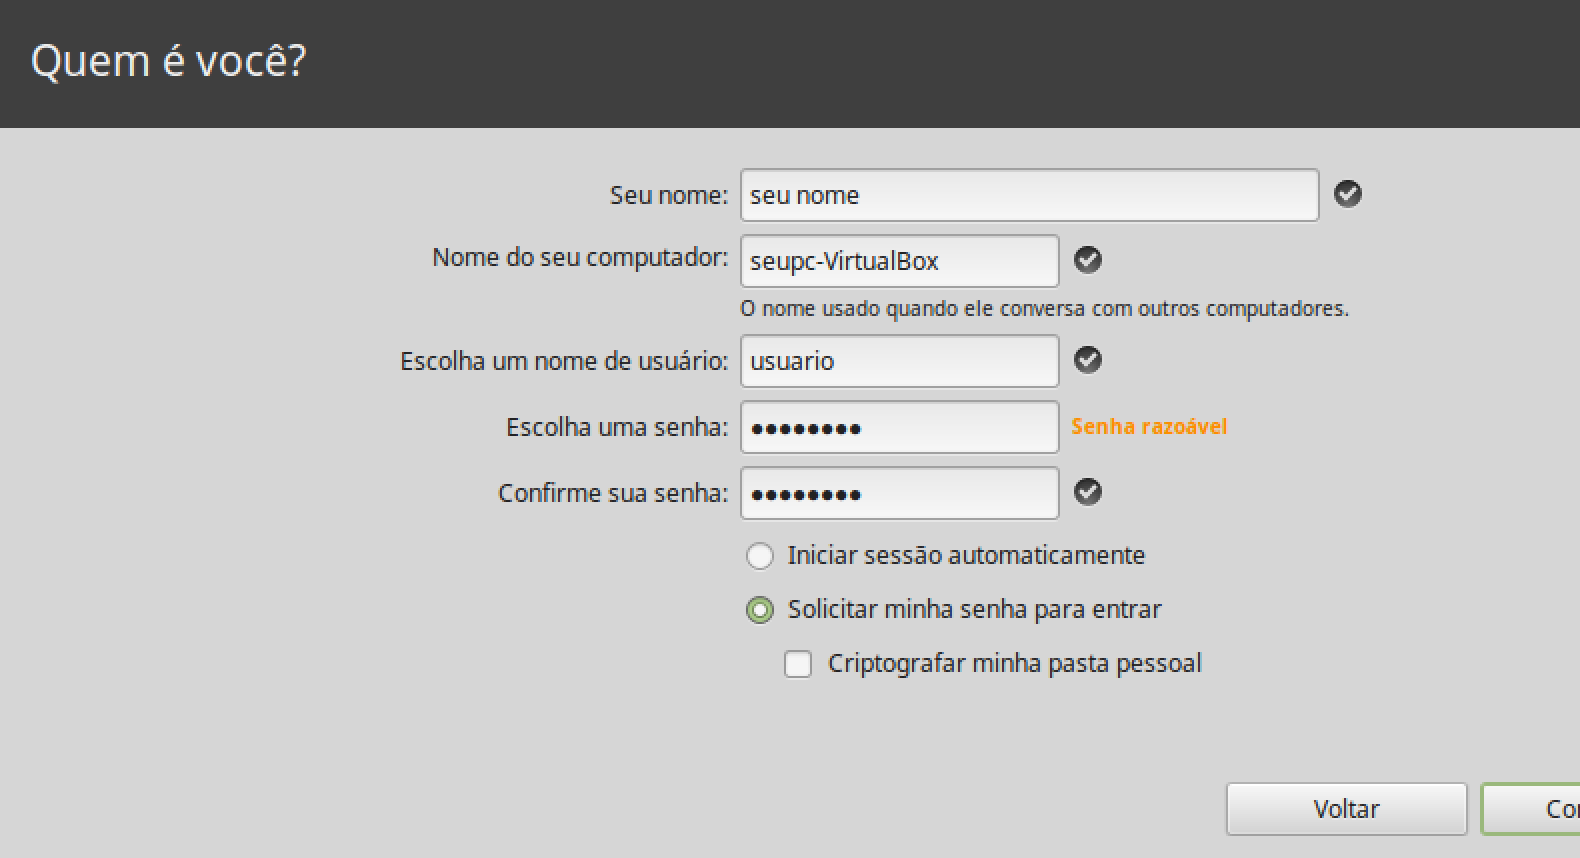 Quem é você?
Seu nome: seu nome
Nome do seu computador: seupc-VirtualBox
O nome usado quando ele conversa com outros computadores.
Escolha um nome de usuário: usuario
Escolha uma senha: ●●●●●●●● Senha razoável
Confirme sua senha: ●●●●●●●●
Iniciar sessão automaticamente
Solicitar minha senha para entrar
Criptografar minha pasta pessoal
Voltar